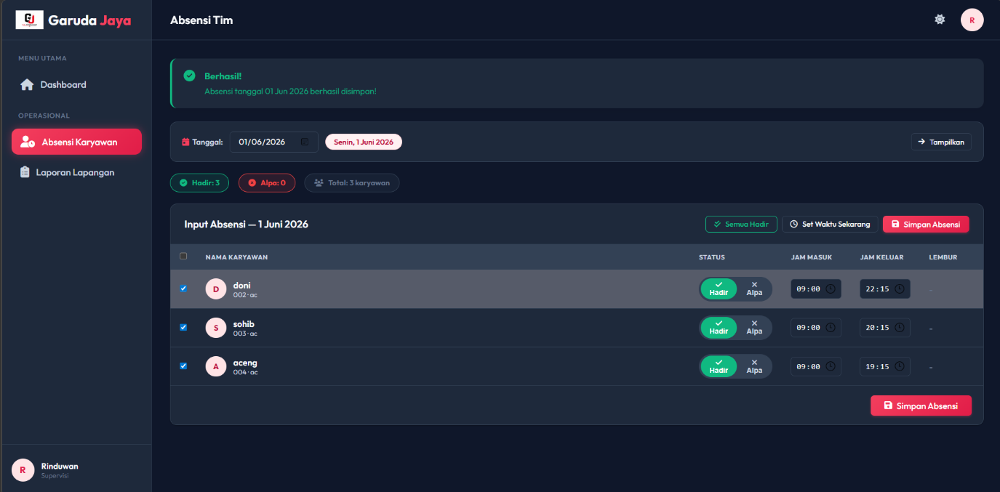 GJ
Garuda Jaya
Absensi Tim
R
MENU UTAMA
Dashboard
OPERASIONAL
Absensi Karyawan
Laporan Lapangan
Berhasil!
Absensi tanggal 01 Jun 2026 berhasil disimpan!
Tanggal: 01/06/2026 Senin, 1 Juni 2026 Tampilkan
Hadir: 3 Alpa: 0 Total: 3 karyawan
Input Absensi — 1 Juni 2026 Semua Hadir Set Waktu Sekarang Simpan Absensi
NAMA KARYAWAN STATUS JAM MASUK JAM KELUAR LEMBUR
D doni Hadir Alpa 09:00 22:15 -
002 · ac
S sohib Hadir Alpa 09:00 20:15 -
003 · ac
A aceng Hadir Alpa 09:00 19:15 -
004 · ac
Simpan Absensi
R Rinduwan
Supervisi